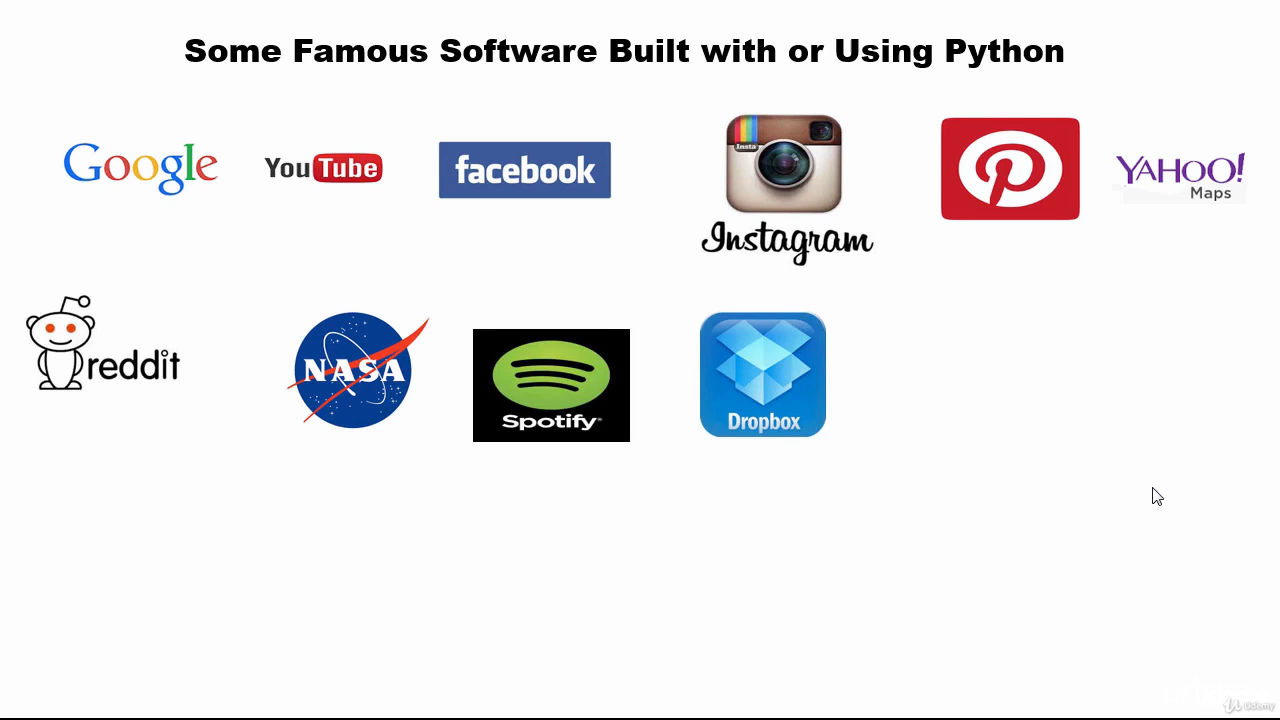 Some Famous Software Built with or Using Python
Google
YouTube
facebook
Insta
Instagram
P
YAHOO!
Maps
reddit
NASA
Spotify
Dropbox
Udemy